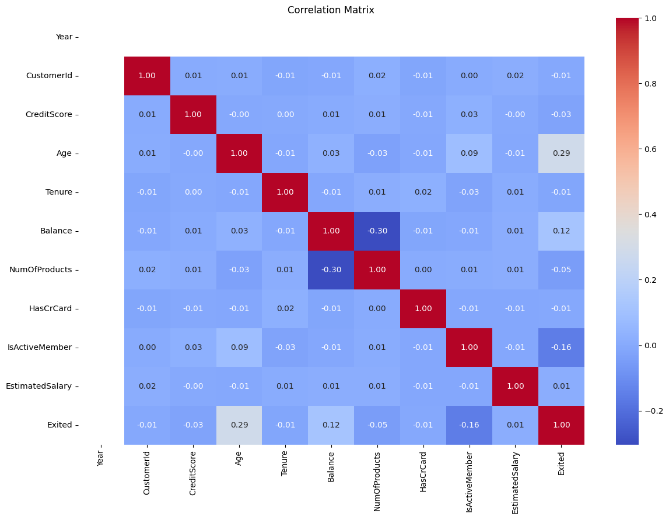 Correlation Matrix
Year
CustomerId 1.00 0.01 0.01 -0.01 -0.01 0.02 -0.01 0.00 0.02 -0.01
CreditScore 0.01 1.00 -0.00 0.00 0.01 0.01 -0.01 0.03 -0.00 -0.03
Age 0.01 -0.00 1.00 -0.01 0.03 -0.03 -0.01 0.09 -0.01 0.29
Tenure -0.01 0.00 -0.01 1.00 -0.01 0.01 0.02 -0.03 0.01 -0.01
Balance -0.01 0.01 0.03 -0.01 1.00 -0.30 -0.01 -0.01 0.01 0.12
NumOfProducts 0.02 0.01 -0.03 0.01 -0.30 1.00 0.00 0.01 0.01 -0.05
HasCrCard -0.01 -0.01 -0.01 0.02 -0.01 0.00 1.00 -0.01 -0.01 -0.01
IsActiveMember 0.00 0.03 0.09 -0.03 -0.01 0.01 -0.01 1.00 -0.01 -0.16
EstimatedSalary 0.02 -0.00 -0.01 0.01 0.01 0.01 -0.01 -0.01 1.00 0.01
Exited -0.01 -0.03 0.29 -0.01 0.12 -0.05 -0.01 -0.16 0.01 1.00
Year CustomerId CreditScore Age Tenure Balance NumOfProducts HasCrCard IsActiveMember EstimatedSalary Exited
1.0
0.8
0.6
0.4
0.2
0.0
−0.2